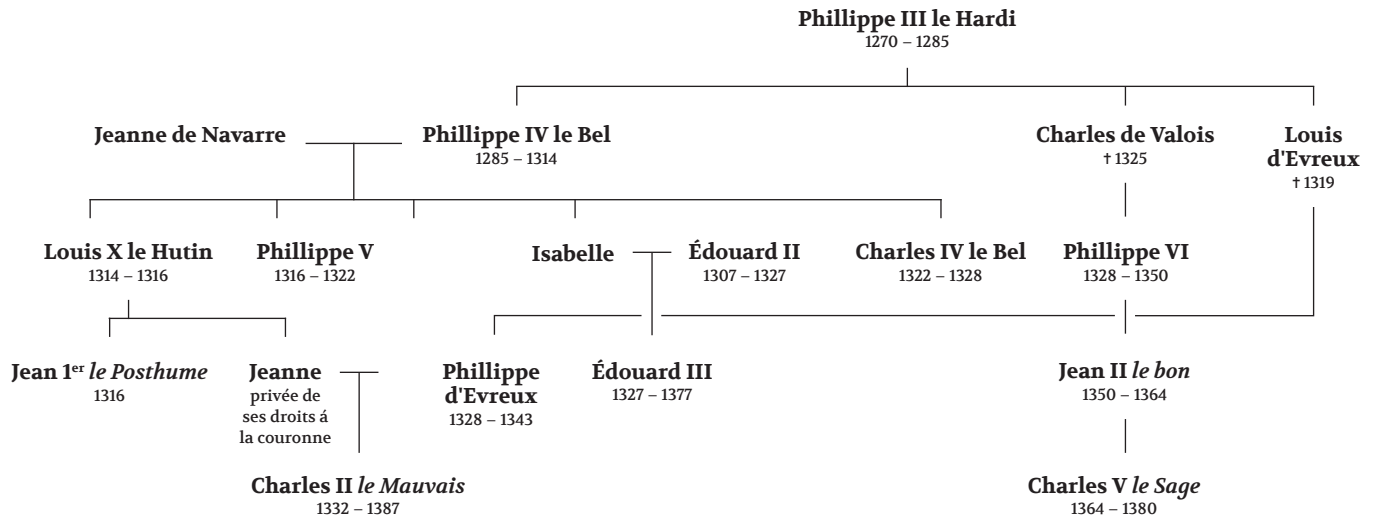 Phillippe III le Hardi
1270 – 1285
Jeanne de Navarre
Phillippe IV le Bel
1285 – 1314
Charles de Valois
† 1325
Louis
d'Evreux
† 1319
Louis X le Hutin
1314 – 1316
Phillippe V
1316 – 1322
Isabelle
Édouard II
1307 – 1327
Charles IV le Bel
1322 – 1328
Phillippe VI
1328 – 1350
Jean 1er le Posthume
1316
Jeanne
privée de
ses droits á
la couronne
Phillippe
d'Evreux
1328 – 1343
Édouard III
1327 – 1377
Jean II le bon
1350 – 1364
Charles II le Mauvais
1332 – 1387
Charles V le Sage
1364 – 1380